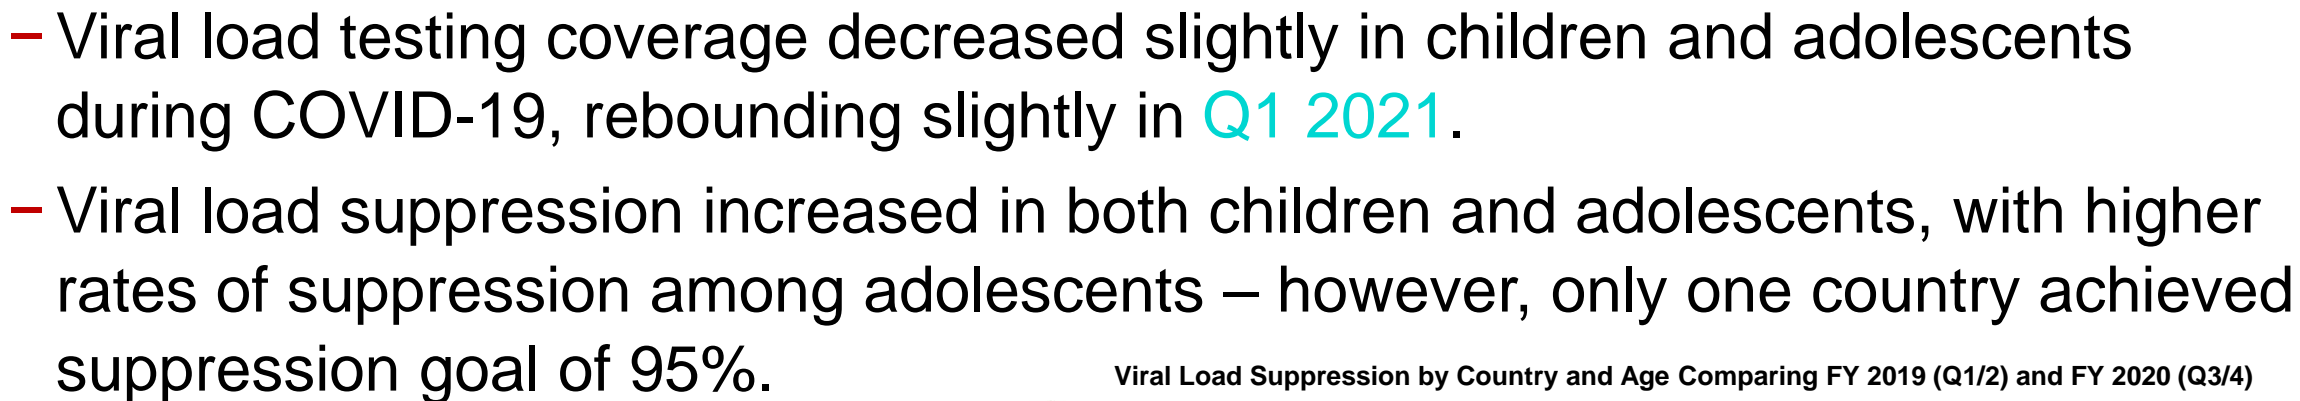 – Viral load testing coverage decreased slightly in children and adolescents
during COVID-19, rebounding slightly in Q1 2021.
– Viral load suppression increased in both children and adolescents, with higher
rates of suppression among adolescents – however, only one country achieved
suppression goal of 95%.
Viral Load Suppression by Country and Age Comparing FY 2019 (Q1/2) and FY 2020 (Q3/4)